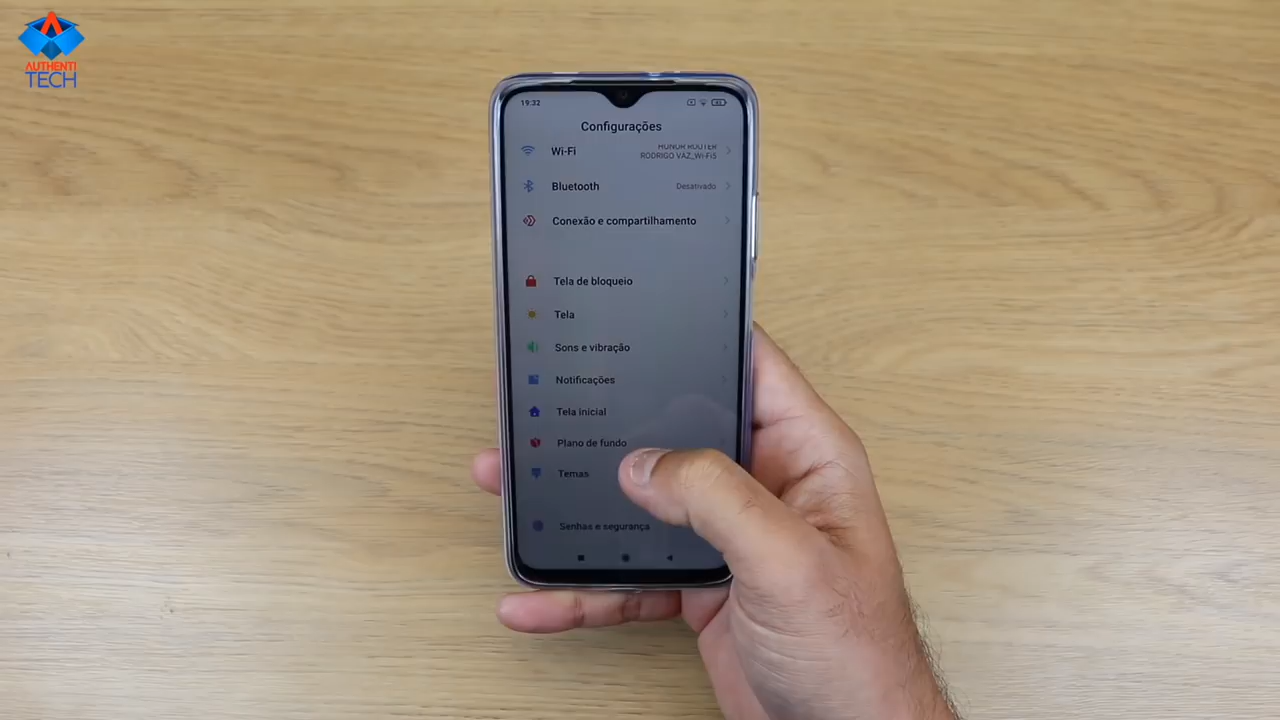 AUTHENTI
TECH
19:32
Configurações
Wi-Fi
HONOR ROUTER
RODRIGO VAZ_Wi-Fi5
Bluetooth
Desativado
Conexão e compartilhamento
Tela de bloqueio
Tela
Sons e vibração
Notificações
Tela inicial
Plano de fundo
Temas
Senhas e segurança